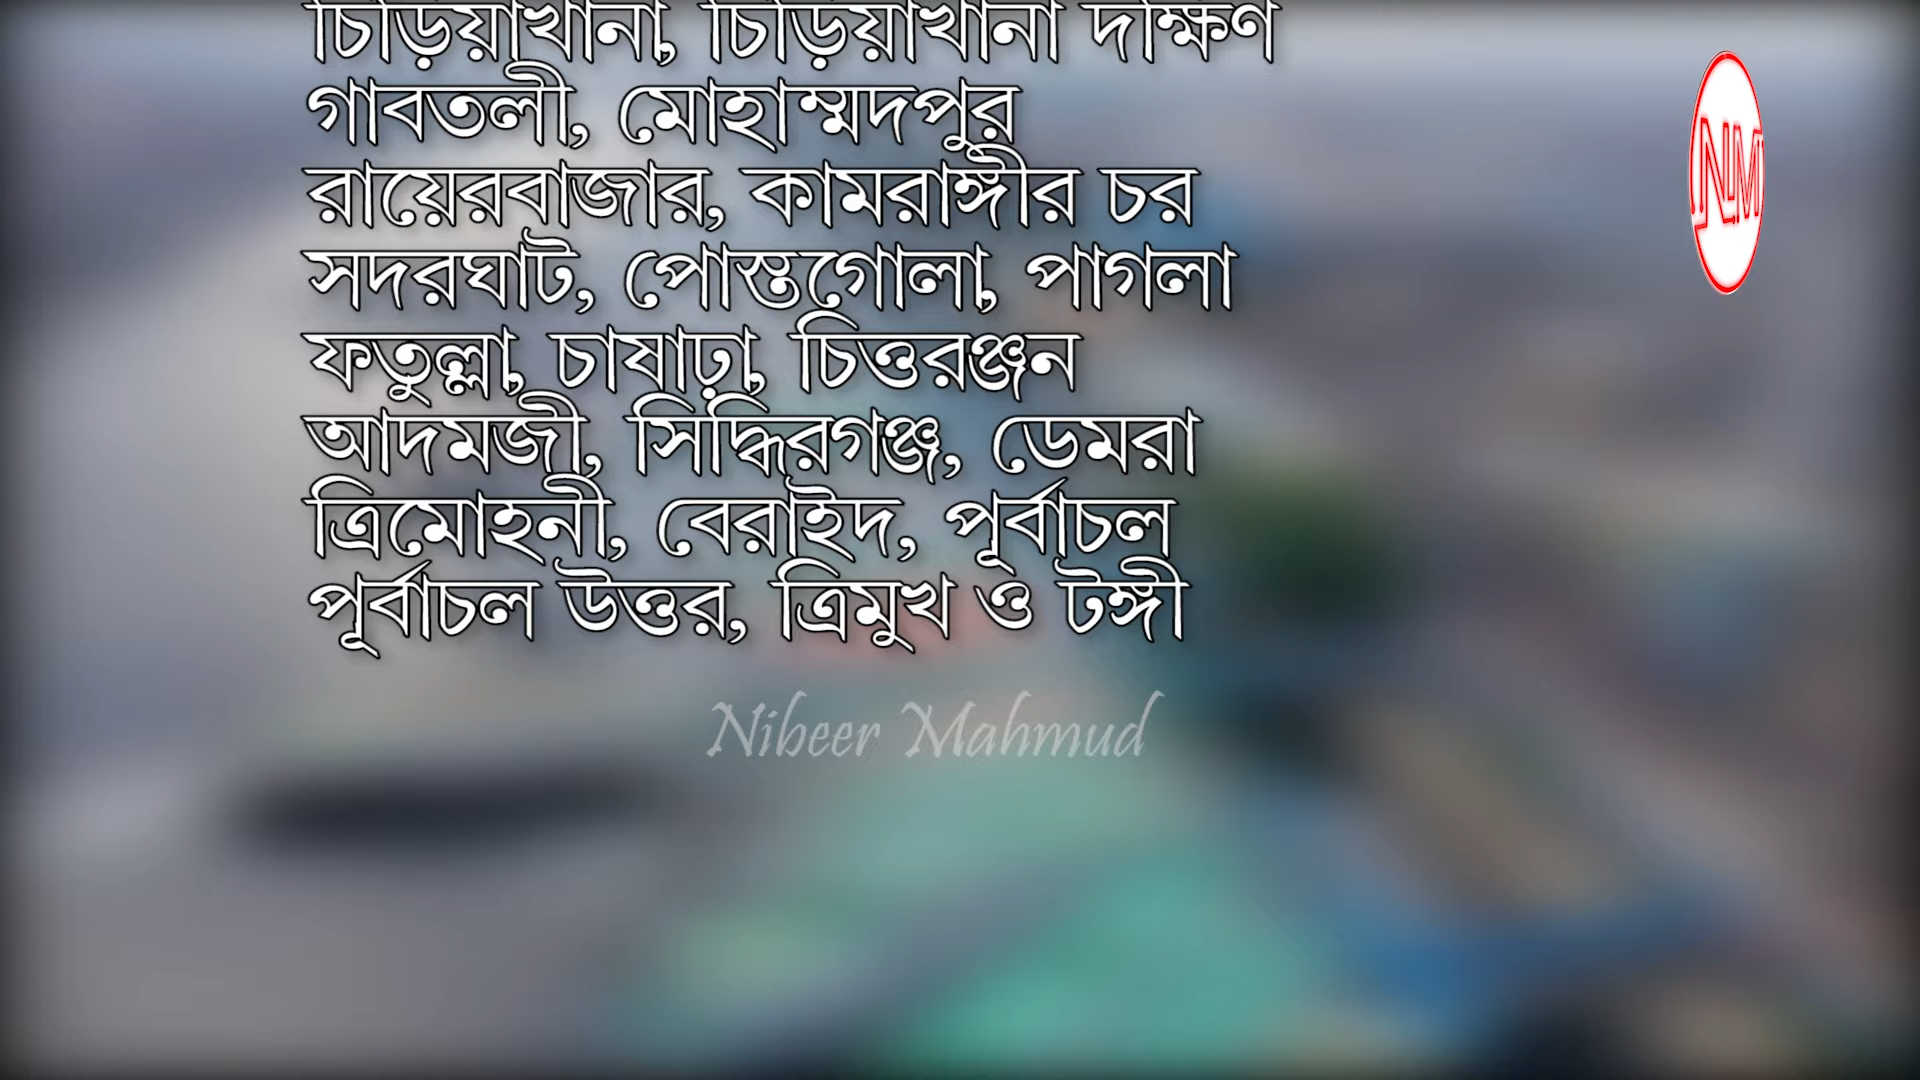 চিড়িয়াখানা, চিড়িয়াখানা দক্ষিণ
গাবতলী, মোহাম্মদপুর
রায়েরবাজার, কামরাঙ্গীর চর
সদরঘাট, পোস্তগোলা, পাগলা
ফতুল্লা, চাষাঢ়া, চিত্তরঞ্জন
আদমজী, সিদ্ধিরগঞ্জ, ডেমরা
ত্রিমোহনী, বেরাইদ, পূর্বাচল
পূর্বাচল উত্তর, ত্রিমুখ ও টঙ্গী
Nibeer Mahmud
NM